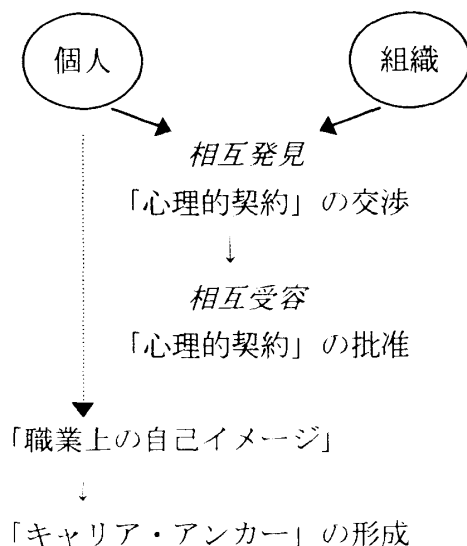 個人
組織
相互発見
「心理的契約」の交渉
相互受容
「心理的契約」の批准
「職業上の自己イメージ」
「キャリア・アンカー」の形成